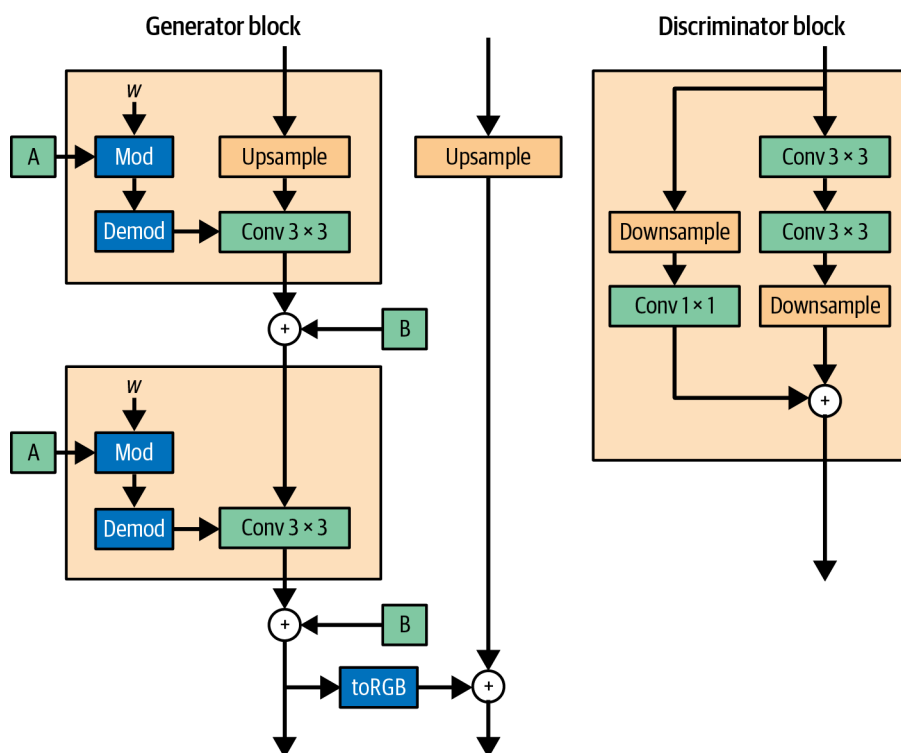 Generator block
w
A
Mod
Upsample
Demod
Conv 3 × 3
+
B
w
A
Mod
Demod
Conv 3 × 3
+
B
toRGB
Upsample
+
Discriminator block
Conv 3 × 3
Downsample
Conv 3 × 3
Conv 1 × 1
Downsample
+